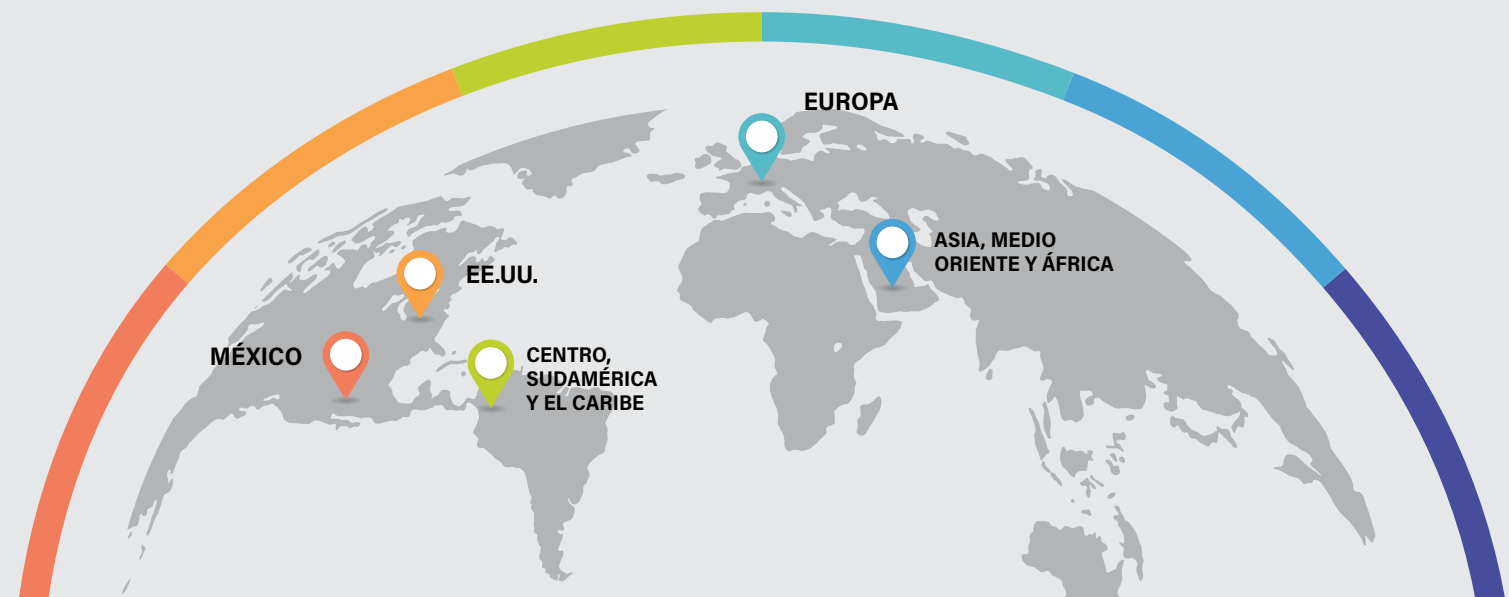 EUROPA
ASIA, MEDIO
ORIENTE Y ÁFRICA
EE.UU.
MÉXICO
CENTRO,
SUDAMÉRICA
Y EL CARIBE